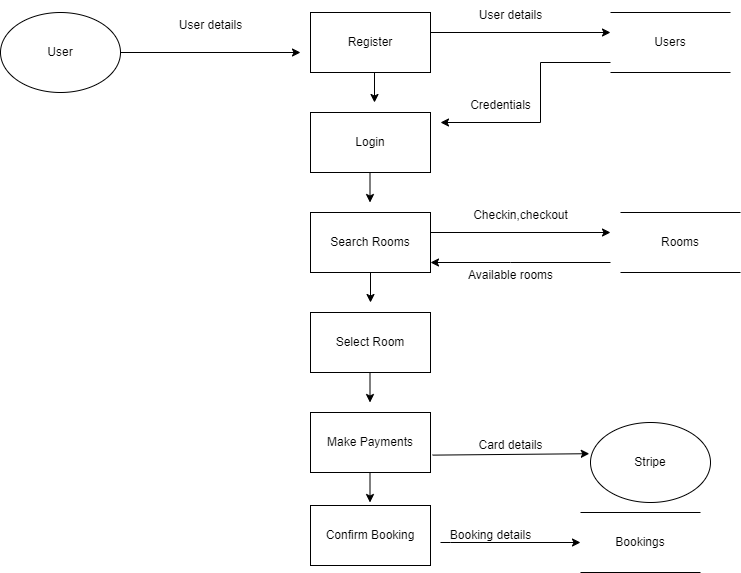 User details
User details
User
Register
Users
Credentials
Login
Checkin,checkout
Search Rooms
Rooms
Available rooms
Select Room
Make Payments
Card details
Stripe
Confirm Booking
Booking details
Bookings